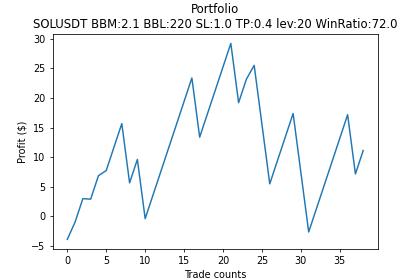 Portfolio
SOLUSDT BBM:2.1 BBL:220 SL:1.0 TP:0.4 lev:20 WinRatio:72.0
30
25
20
15
10
5
0
−5
Profit ($)
0 5 10 15 20 25 30 35
Trade counts